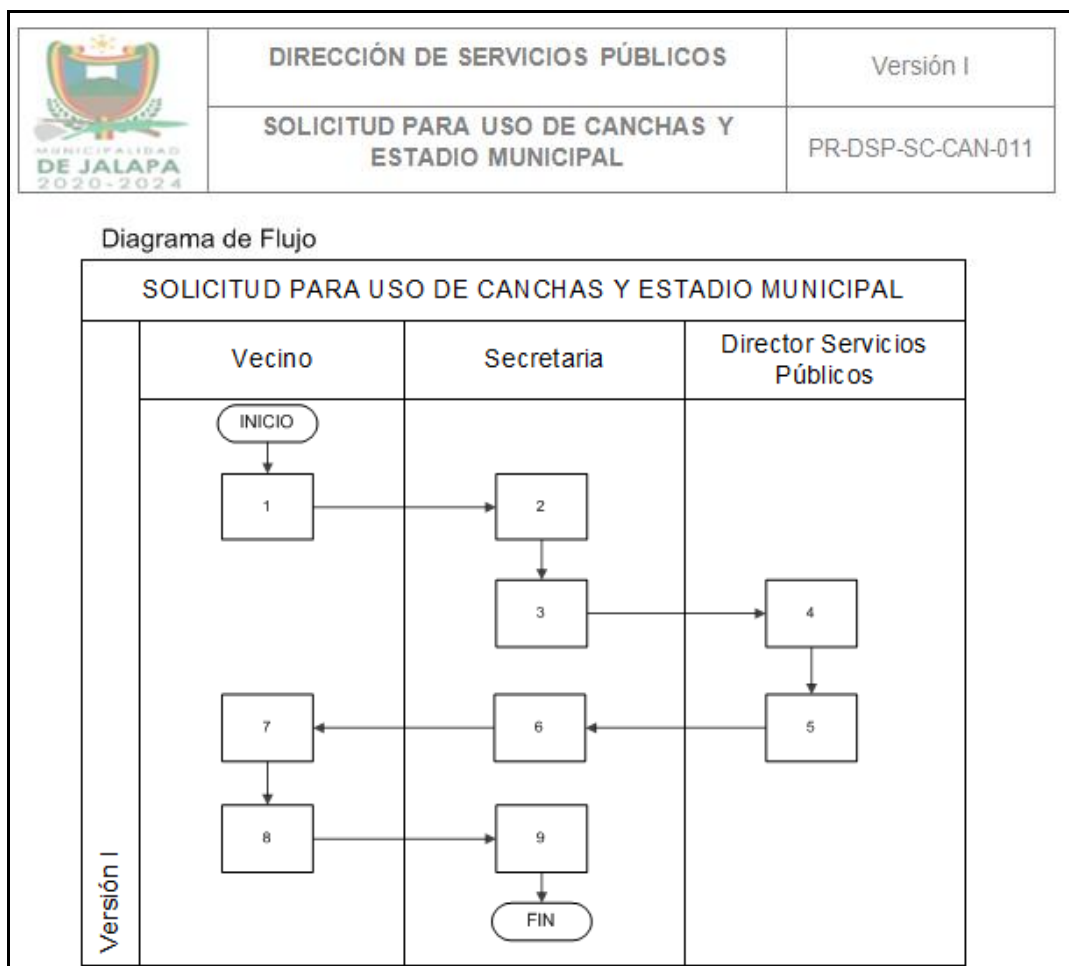 MUNICIPALIDAD
DE JALAPA
2020-2024
DIRECCIÓN DE SERVICIOS PÚBLICOS
Versión I
SOLICITUD PARA USO DE CANCHAS Y
ESTADIO MUNICIPAL
PR-DSP-SC-CAN-011
Diagrama de Flujo
SOLICITUD PARA USO DE CANCHAS Y ESTADIO MUNICIPAL
Vecino
Secretaria
Director Servicios
Públicos
INICIO
1
2
3
4
7
6
5
8
9
FIN
Versión I